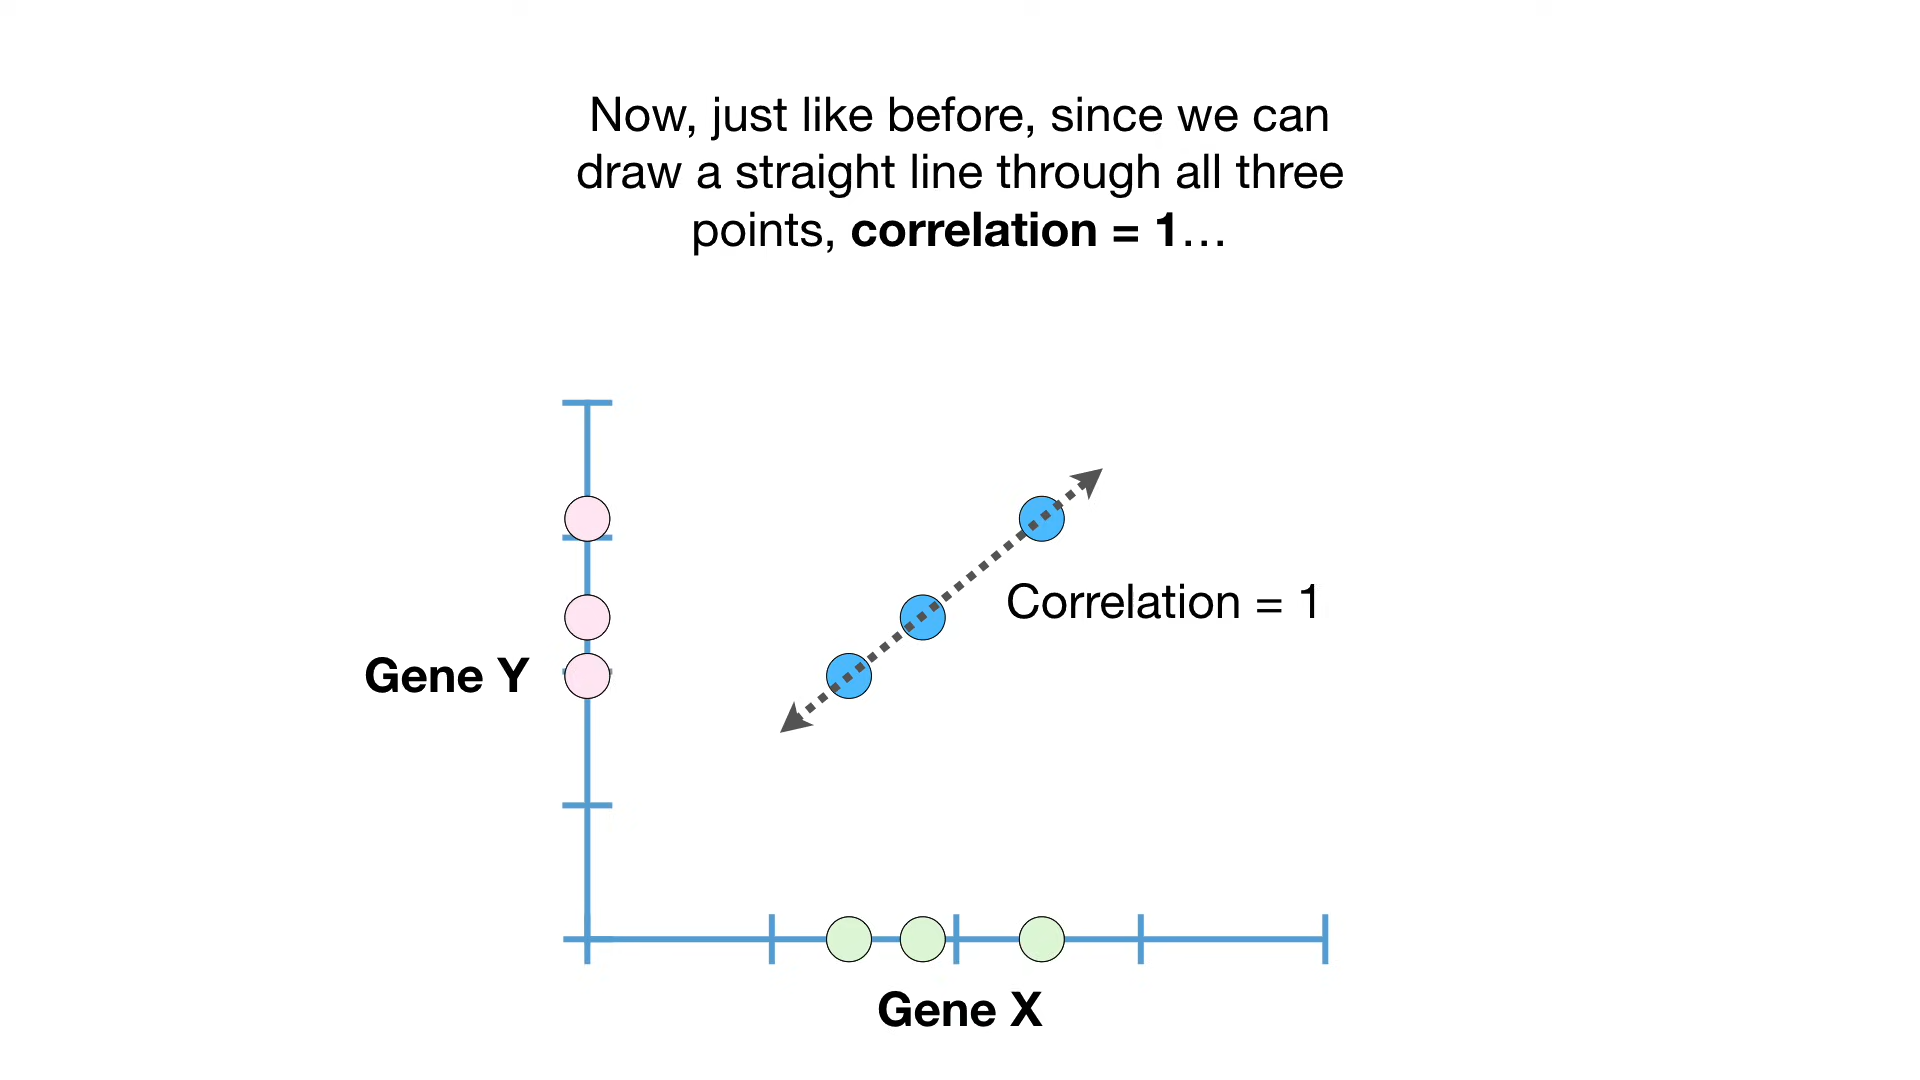 Now, just like before, since we can
draw a straight line through all three
points, correlation = 1…
Correlation = 1
Gene Y
Gene X